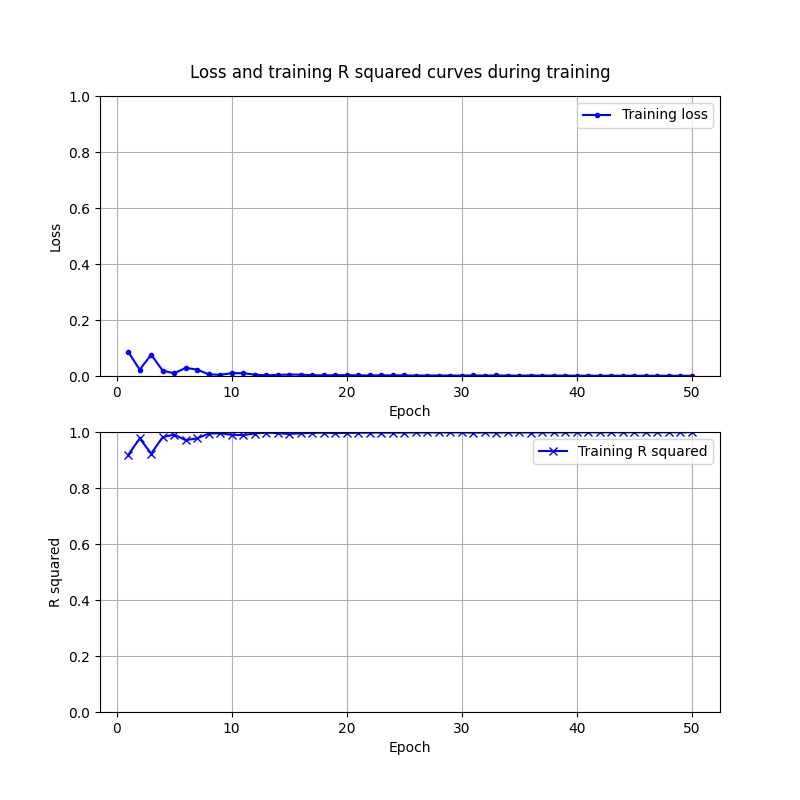 Loss and training R squared curves during training
1.0
Training loss
0.8
0.6
Loss
0.4
0.2
0.0
0 10 20 30 40 50
Epoch
1.0
Training R squared
0.8
0.6
R squared
0.4
0.2
0.0
0 10 20 30 40 50
Epoch